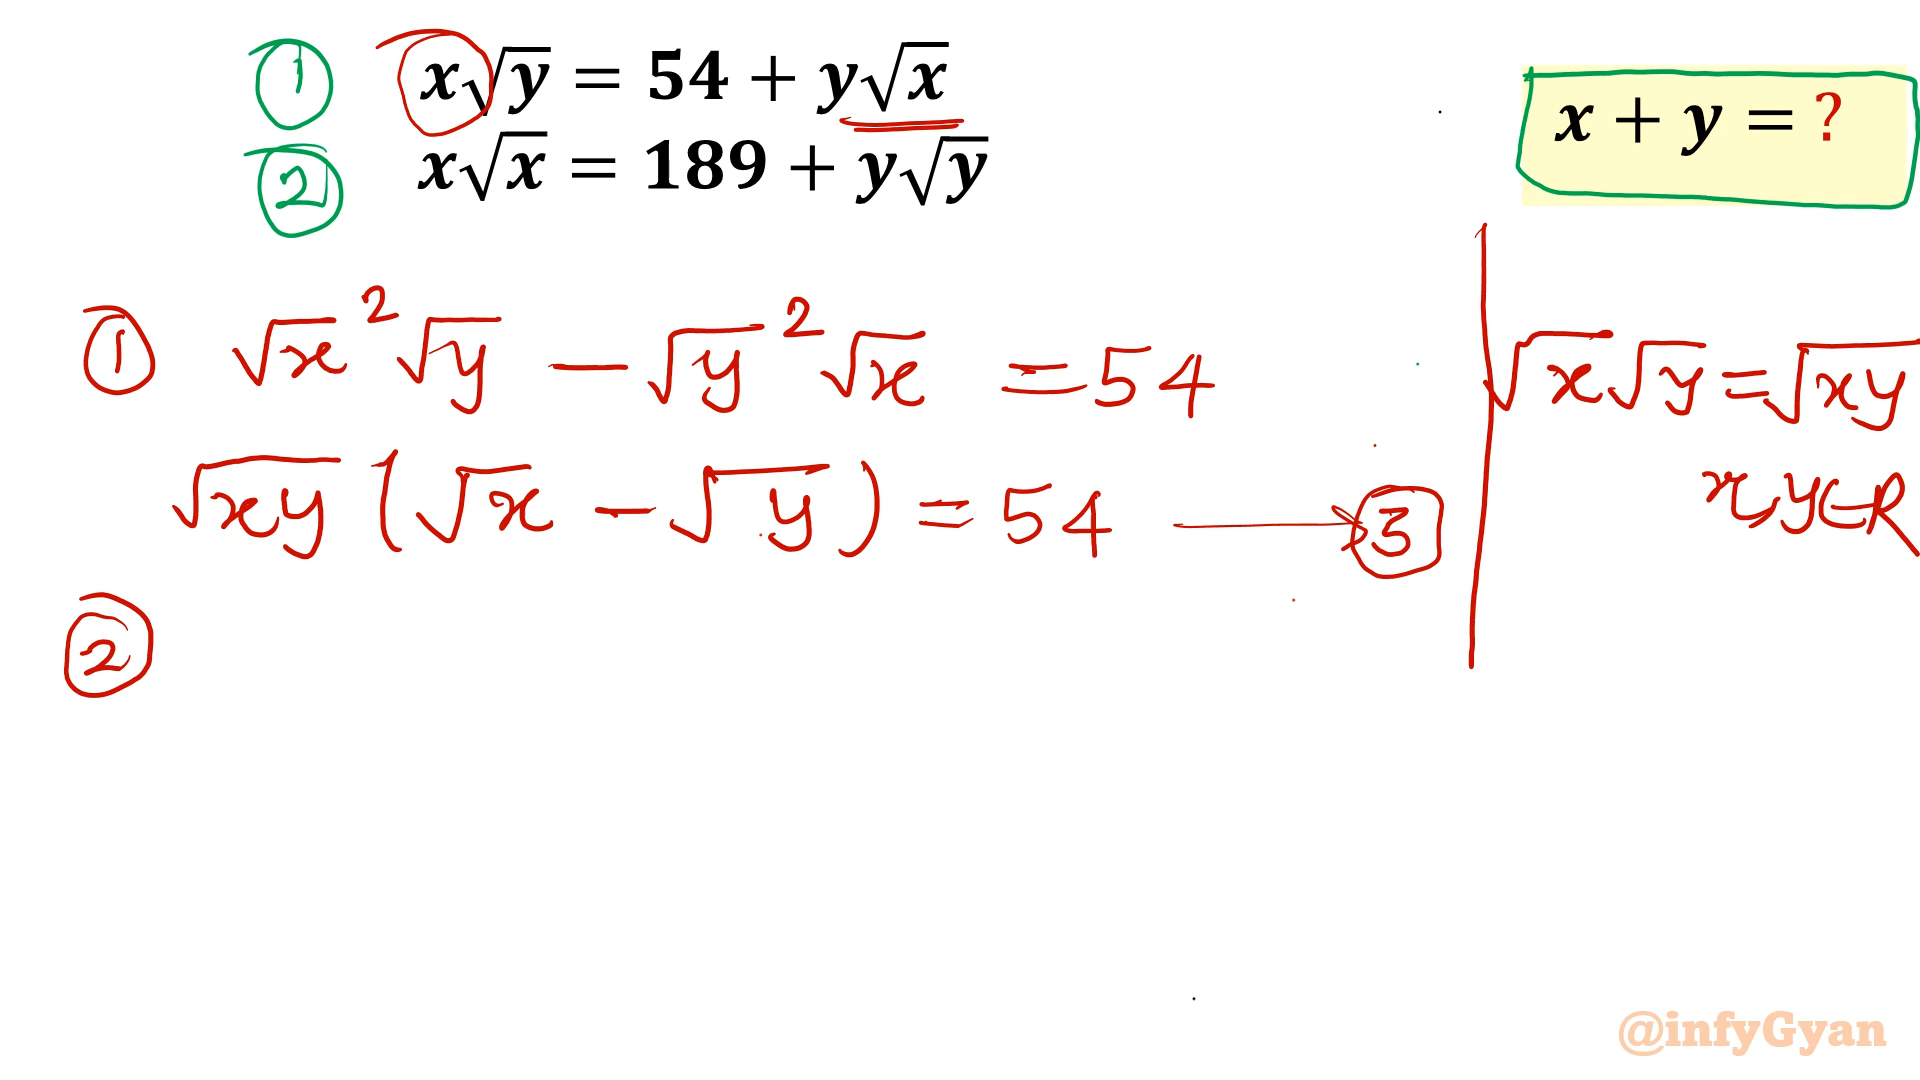 ① x√y = 54 + y√x
② x√x = 189 + y√y
x + y = ?
① √x² √y − √y² √x = 54
√xy (√x − √y) = 54 → 3
②
√x √y = √xy
x, y ∈ R
@infyGyan